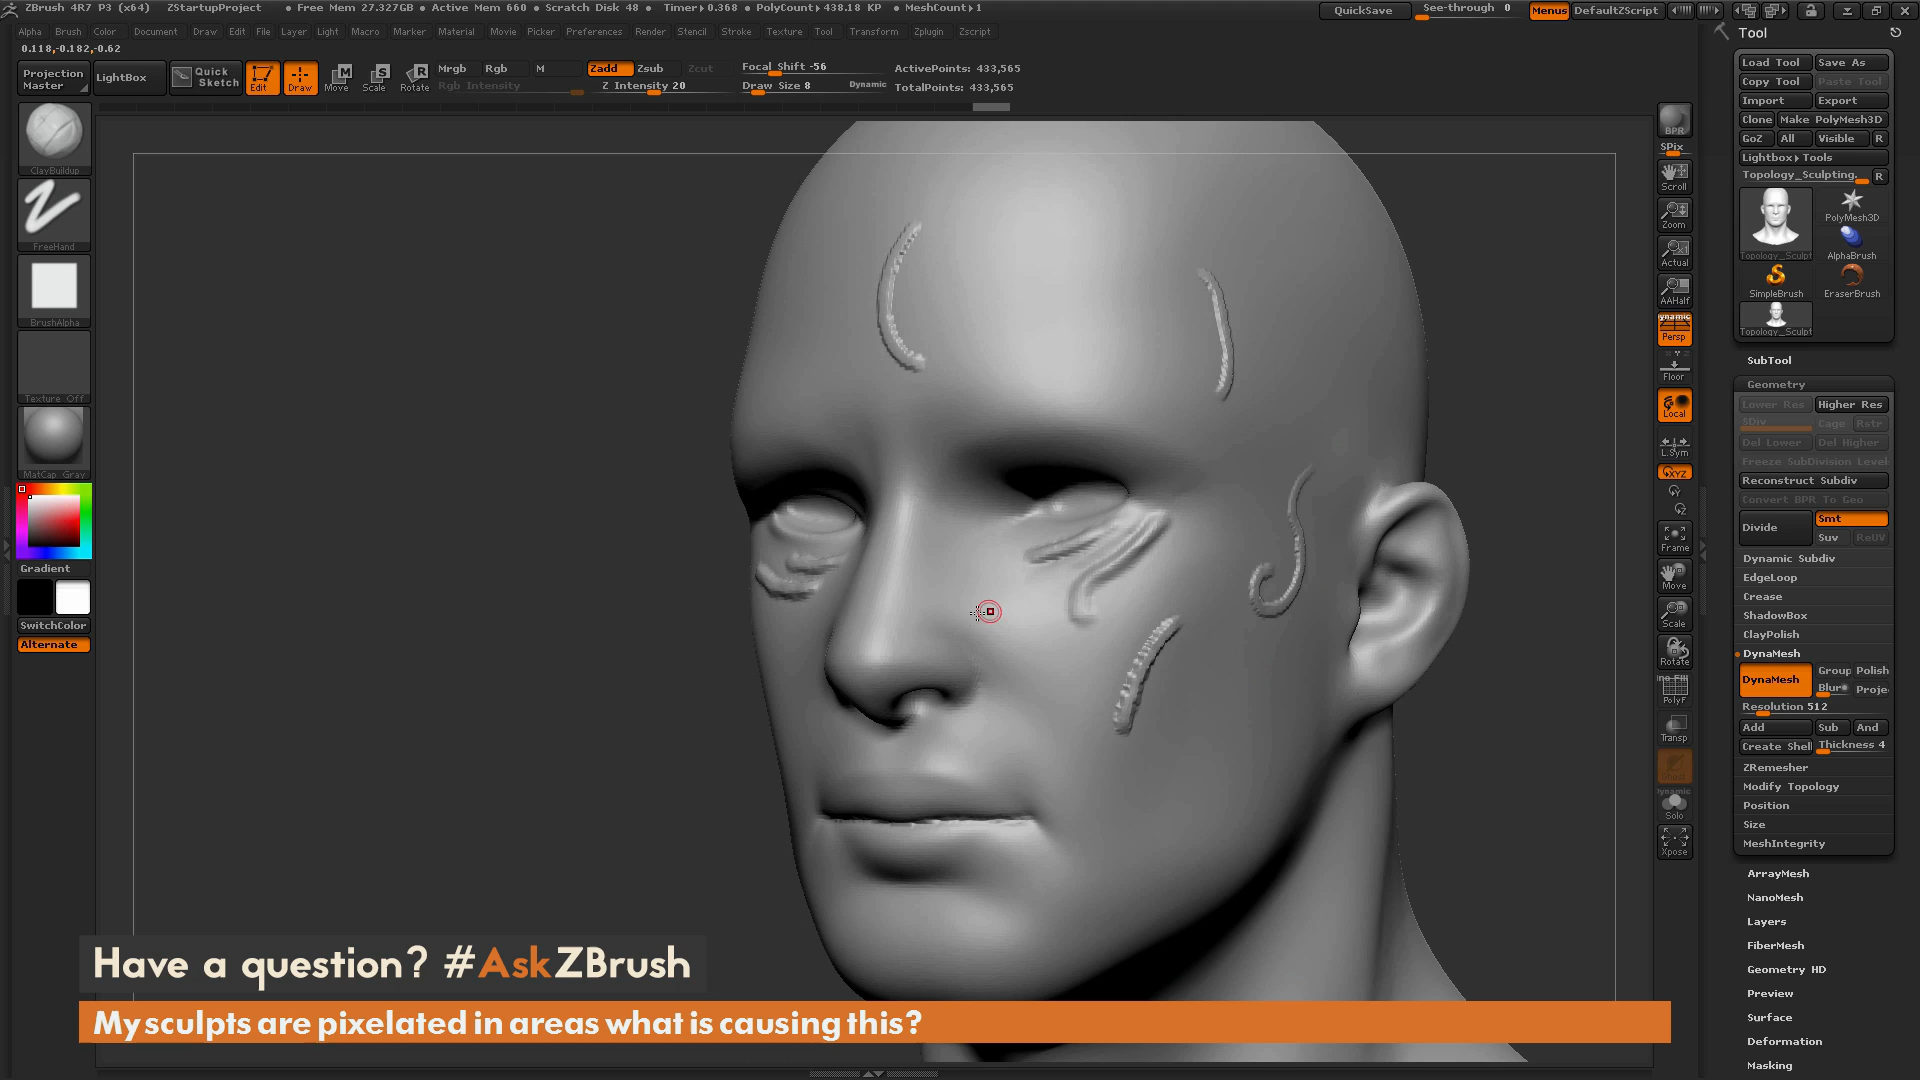 ZBrush 4R7 P3 (x64) ZStartupProject • Free Mem 27.327GB • Active Mem 660 • Scratch Disk 48 • Timer▸0.368 • PolyCount▸438.18 KP • MeshCount▸1 QuickSave See-through 0 Menus DefaultZScript
Alpha Brush Color Document Draw Edit File Layer Light Macro Marker Material Movie Picker Preferences Render Stencil Stroke Texture Tool Transform Zplugin Zscript
0.118,-0.182,-0.62
Projection Master
LightBox
Quick Sketch
Edit
Draw
Move
Scale
Rotate
Mrgb Rgb M
Rgb Intensity
Zadd Zsub Zcut
Z Intensity 20
Focal Shift -56
Draw Size 8 Dynamic
ActivePoints: 433,565
TotalPoints: 433,565
ClayBuildup
FreeHand
BrushAlpha
Texture Off
MatCap Gray
Gradient
SwitchColor
Alternate
BPR
SPix
Scroll
Zoom
Actual
AAHalf
ynamic
Persp
Floor
Local
L.Sym
XYZ
Y
Z
Frame
Move
Scale
Rotate
ine Fill
PolyF
Transp
Ghost
Dynamic
Solo
Xpose
Tool
Load Tool Save As
Copy Tool Paste Tool
Import Export
Clone Make PolyMesh3D
GoZ All Visible R
Lightbox▸Tools
Topology_Sculpting. R
Topology_Sculpt
PolyMesh3D
AlphaBrush
SimpleBrush
EraserBrush
Topology_Sculpt
SubTool
Geometry
Lower Res Higher Res
SDiv Cage Rstr
Del Lower Del Higher
Freeze SubDivision Level
Reconstruct Subdiv
Convert BPR To Geo
Divide Smt
Suv ReUV
Dynamic Subdiv
EdgeLoop
Crease
ShadowBox
ClayPolish
DynaMesh
DynaMesh Group Polish
Blur Proje
Resolution 512
Add Sub And
Create Shel Thickness 4
ZRemesher
Modify Topology
Position
Size
MeshIntegrity
ArrayMesh
NanoMesh
Layers
FiberMesh
Geometry HD
Preview
Surface
Deformation
Masking
Have a question? #AskZBrush
My sculpts are pixelated in areas what is causing this?